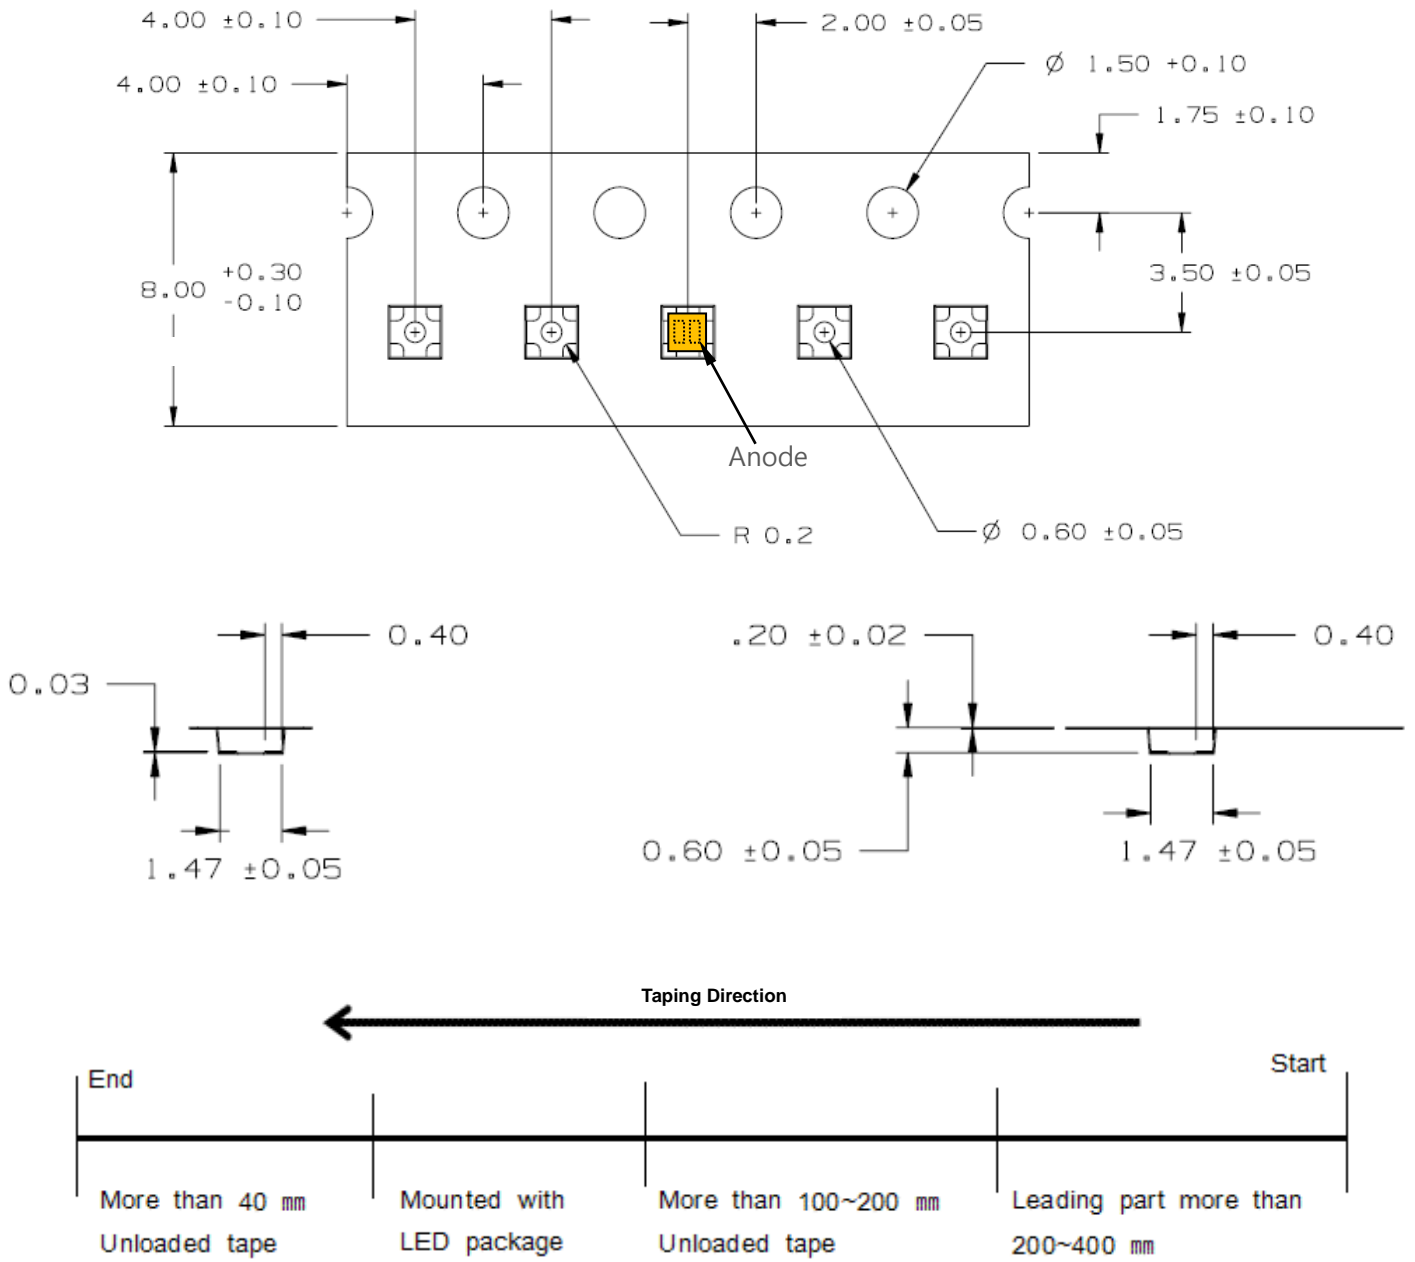 4.00 ±0.10
2.00 ±0.05
Ø 1.50 +0.10
4.00 ±0.10
1.75 ±0.10
8.00 +0.30
-0.10
3.50 ±0.05
Anode
R 0.2
Ø 0.60 ±0.05
0.40
.20 ±0.02
0.40
0.03
0.60 ±0.05
1.47 ±0.05
1.47 ±0.05
Taping Direction
End
Start
More than 40 ㎜
Unloaded tape
Mounted with
LED package
More than 100~200 ㎜
Unloaded tape
Leading part more than
200~400 ㎜